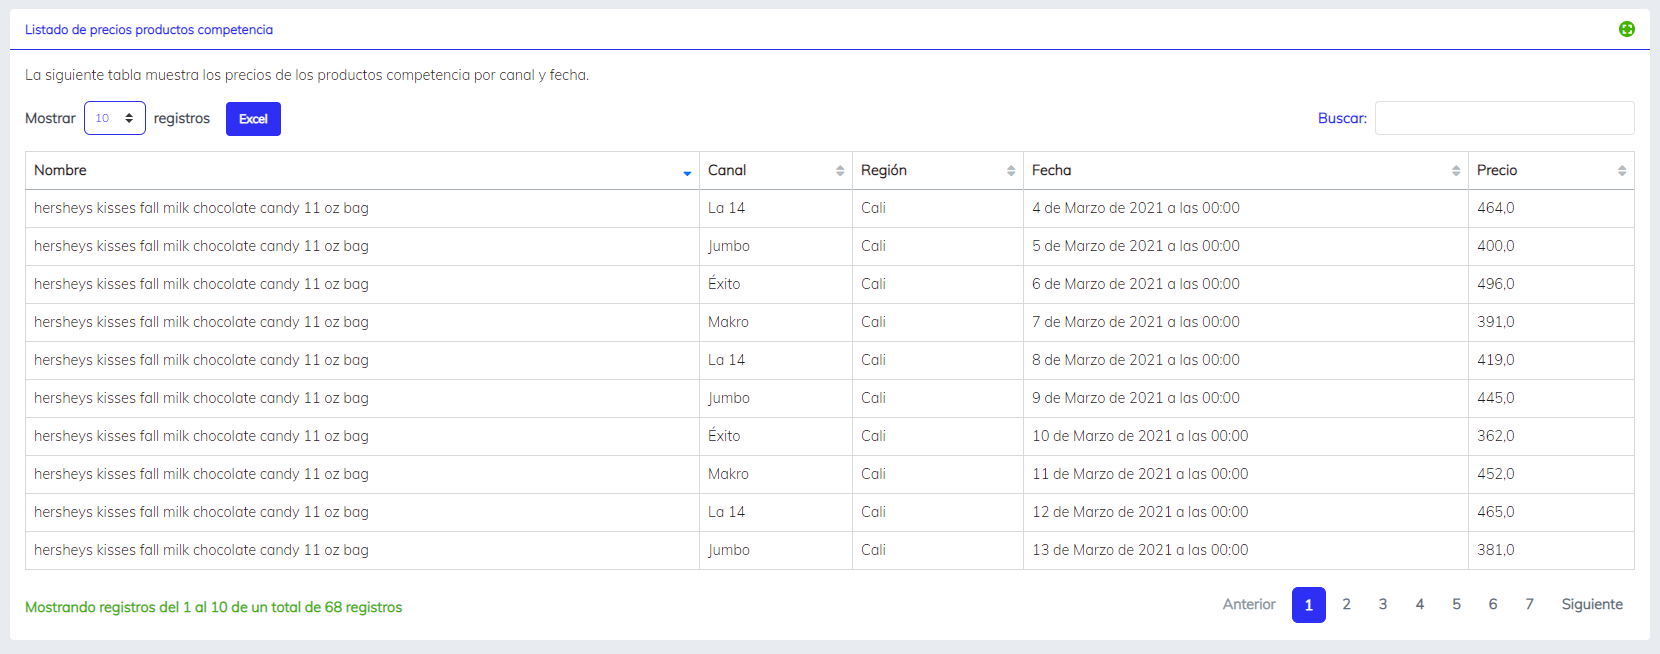 Listado de precios productos competencia
La siguiente tabla muestra los precios de los productos competencia por canal y fecha.
Mostrar 10 registros Excel Buscar:
Nombre Canal Región Fecha Precio
hersheys kisses fall milk chocolate candy 11 oz bag La 14 Cali 4 de Marzo de 2021 a las 00:00 464,0
hersheys kisses fall milk chocolate candy 11 oz bag Jumbo Cali 5 de Marzo de 2021 a las 00:00 400,0
hersheys kisses fall milk chocolate candy 11 oz bag Éxito Cali 6 de Marzo de 2021 a las 00:00 496,0
hersheys kisses fall milk chocolate candy 11 oz bag Makro Cali 7 de Marzo de 2021 a las 00:00 391,0
hersheys kisses fall milk chocolate candy 11 oz bag La 14 Cali 8 de Marzo de 2021 a las 00:00 419,0
hersheys kisses fall milk chocolate candy 11 oz bag Jumbo Cali 9 de Marzo de 2021 a las 00:00 445,0
hersheys kisses fall milk chocolate candy 11 oz bag Éxito Cali 10 de Marzo de 2021 a las 00:00 362,0
hersheys kisses fall milk chocolate candy 11 oz bag Makro Cali 11 de Marzo de 2021 a las 00:00 452,0
hersheys kisses fall milk chocolate candy 11 oz bag La 14 Cali 12 de Marzo de 2021 a las 00:00 465,0
hersheys kisses fall milk chocolate candy 11 oz bag Jumbo Cali 13 de Marzo de 2021 a las 00:00 381,0
Mostrando registros del 1 al 10 de un total de 68 registros Anterior 1 2 3 4 5 6 7 Siguiente